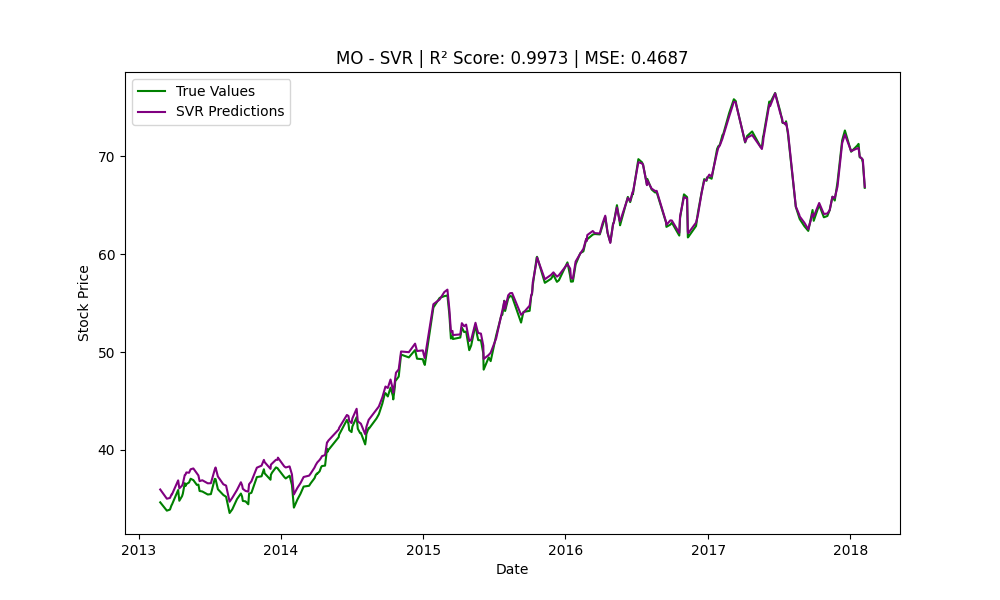 MO - SVR | R² Score: 0.9973 | MSE: 0.4687
True Values
SVR Predictions
Stock Price
70
60
50
40
2013 2014 2015 2016 2017 2018
Date